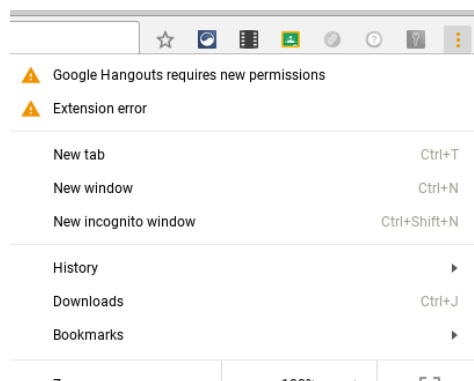 Google Hangouts requires new permissions
Extension error
New tab Ctrl+T
New window Ctrl+N
New incognito window Ctrl+Shift+N
History
Downloads Ctrl+J
Bookmarks